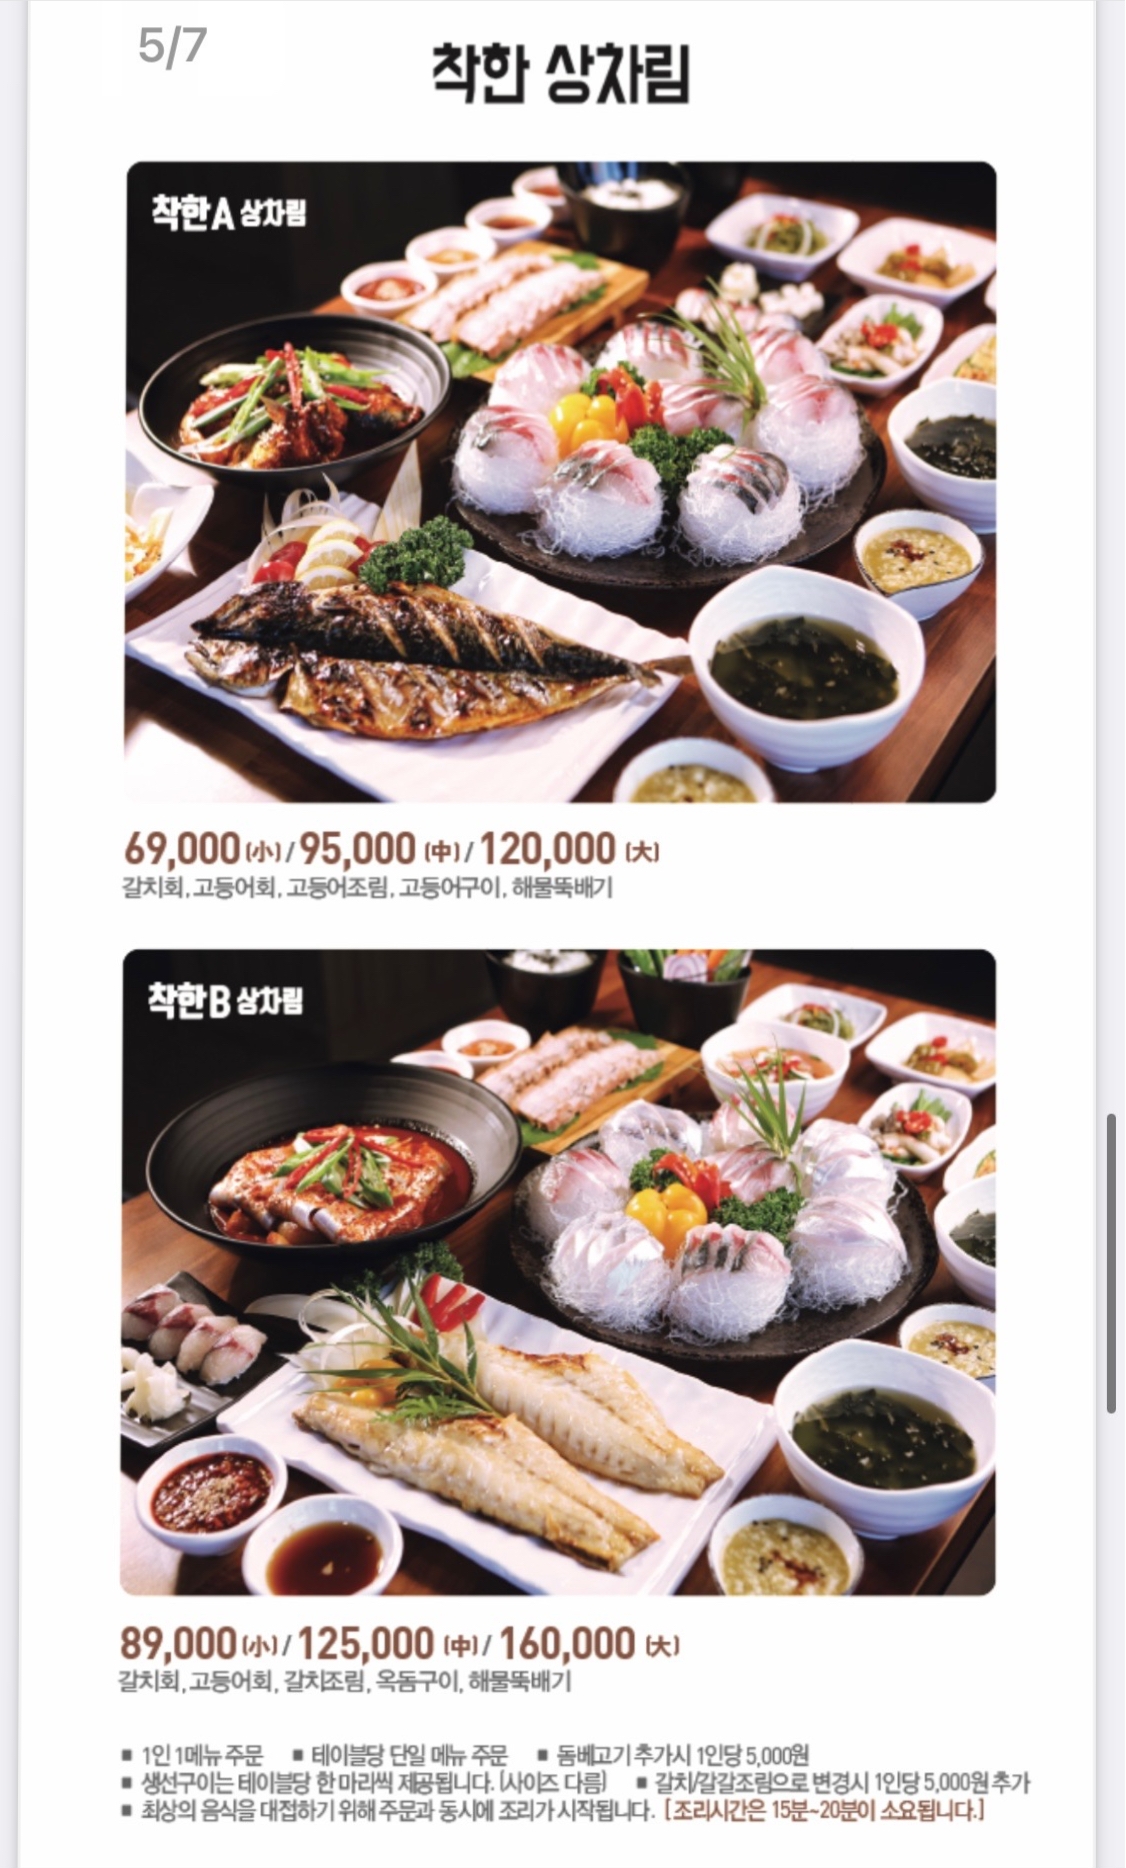 5/7
착한 상차림
착한A 상차림
69,000(小) / 95,000 (中) / 120,000 (大)
갈치회, 고등어회, 고등어조림, 고등어구이, 해물뚝배기
착한B 상차림
89,000(小) / 125,000 (中) / 160,000 (大)
갈치회, 고등어회, 갈치조림, 옥돔구이, 해물뚝배기
■ 1인 1메뉴 주문 ■ 테이블당 단일 메뉴 주문 ■ 돔베고기 추가시 1인당 5,000원
■ 생선구이는 테이블당 한 마리씩 제공됩니다. (사이즈 다름) ■ 갈치/갈갈조림으로 변경시 1인당 5,000원 추가
■ 최상의 음식을 대접하기 위해 주문과 동시에 조리가 시작됩니다. [조리시간은 15분~20분이 소요됩니다.]